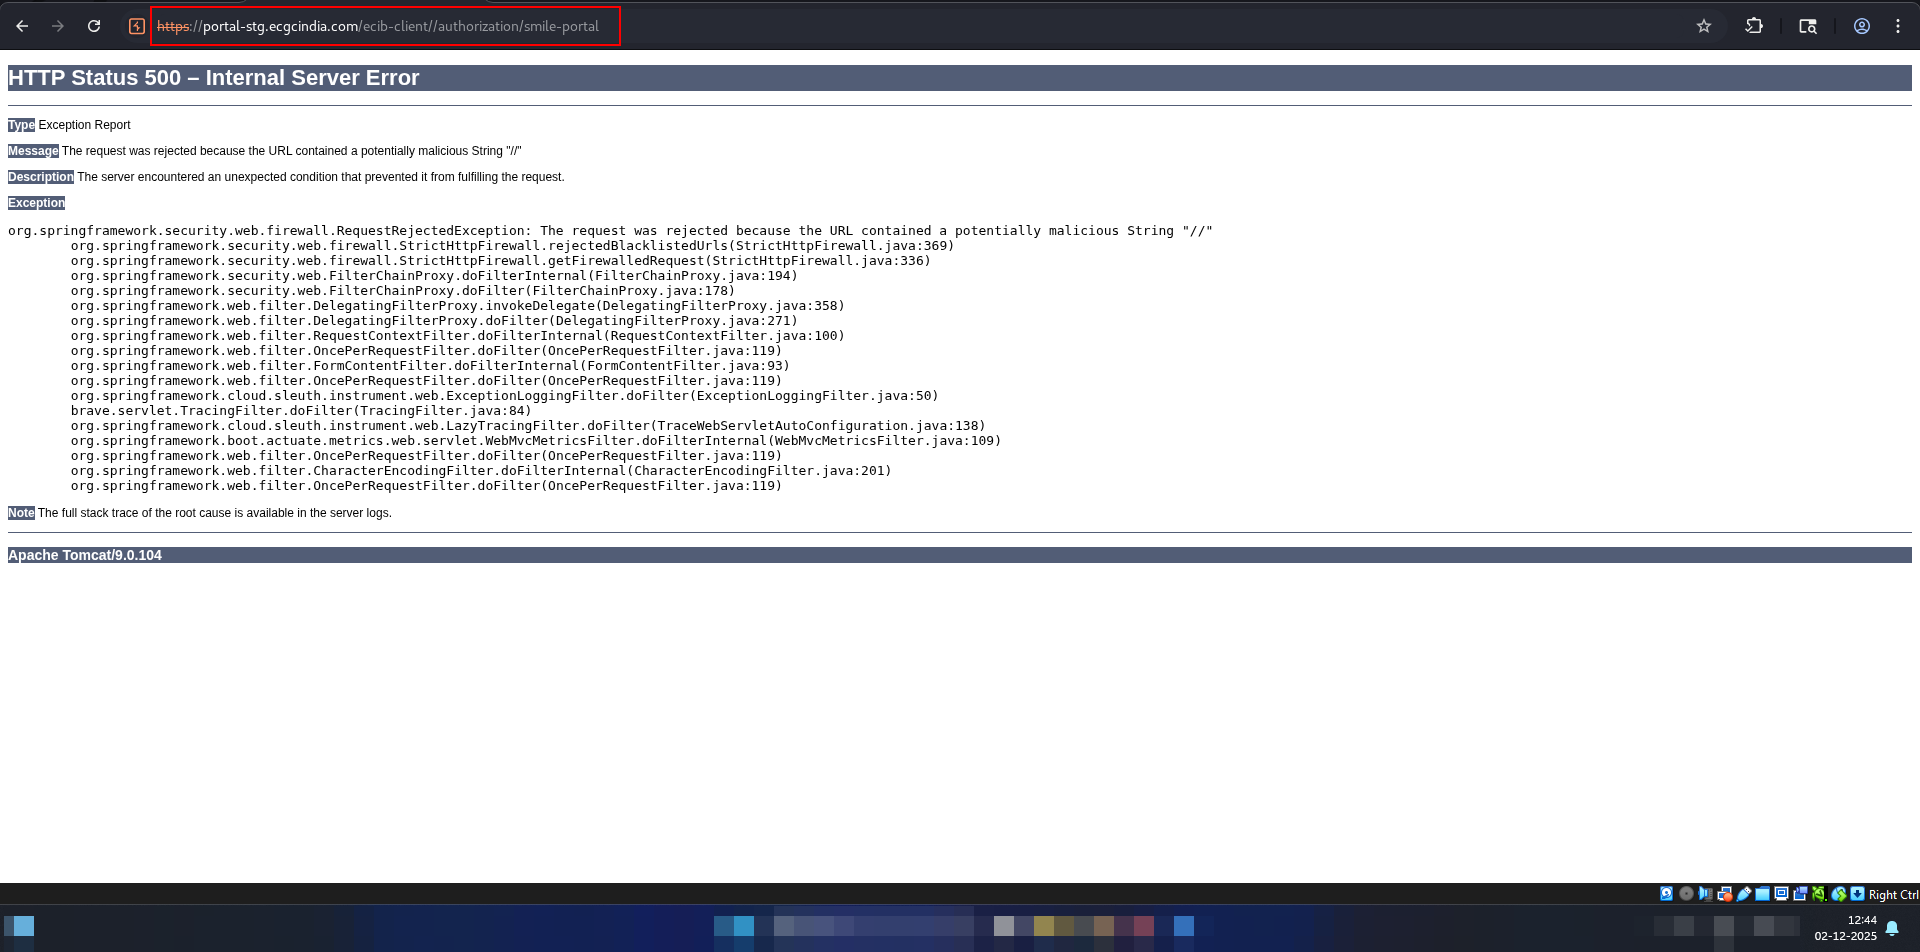 https://portal-stg.ecgcindia.com/ecib-client//authorization/smile-portal
HTTP Status 500 – Internal Server Error
Type Exception Report
Message The request was rejected because the URL contained a potentially malicious String "//"
Description The server encountered an unexpected condition that prevented it from fulfilling the request.
Exception
org.springframework.security.web.firewall.RequestRejectedException: The request was rejected because the URL contained a potentially malicious String "//"
org.springframework.security.web.firewall.StrictHttpFirewall.rejectedBlacklistedUrls(StrictHttpFirewall.java:369)
org.springframework.security.web.firewall.StrictHttpFirewall.getFirewalledRequest(StrictHttpFirewall.java:336)
org.springframework.security.web.FilterChainProxy.doFilterInternal(FilterChainProxy.java:194)
org.springframework.security.web.FilterChainProxy.doFilter(FilterChainProxy.java:178)
org.springframework.web.filter.DelegatingFilterProxy.invokeDelegate(DelegatingFilterProxy.java:358)
org.springframework.web.filter.DelegatingFilterProxy.doFilter(DelegatingFilterProxy.java:271)
org.springframework.web.filter.RequestContextFilter.doFilterInternal(RequestContextFilter.java:100)
org.springframework.web.filter.OncePerRequestFilter.doFilter(OncePerRequestFilter.java:119)
org.springframework.web.filter.FormContentFilter.doFilterInternal(FormContentFilter.java:93)
org.springframework.web.filter.OncePerRequestFilter.doFilter(OncePerRequestFilter.java:119)
org.springframework.cloud.sleuth.instrument.web.ExceptionLoggingFilter.doFilter(ExceptionLoggingFilter.java:50)
brave.servlet.TracingFilter.doFilter(TracingFilter.java:84)
org.springframework.cloud.sleuth.instrument.web.LazyTracingFilter.doFilter(TraceWebServletAutoConfiguration.java:138)
org.springframework.boot.actuate.metrics.web.servlet.WebMvcMetricsFilter.doFilterInternal(WebMvcMetricsFilter.java:109)
org.springframework.web.filter.OncePerRequestFilter.doFilter(OncePerRequestFilter.java:119)
org.springframework.web.filter.CharacterEncodingFilter.doFilterInternal(CharacterEncodingFilter.java:201)
org.springframework.web.filter.OncePerRequestFilter.doFilter(OncePerRequestFilter.java:119)
Note The full stack trace of the root cause is available in the server logs.
Apache Tomcat/9.0.104
Right Ctrl
12:44
02-12-2025